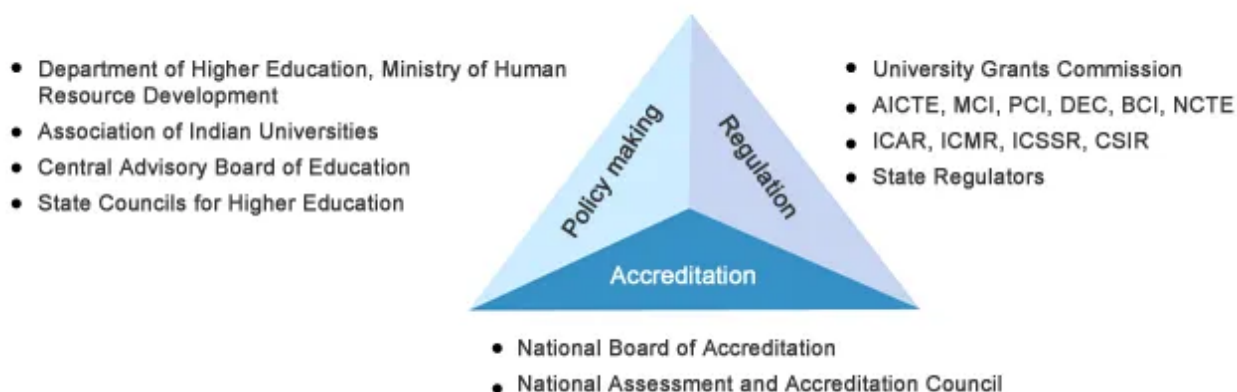 • Department of Higher Education, Ministry of Human
Resource Development
• Association of Indian Universities
• Central Advisory Board of Education
• State Councils for Higher Education
Policy making
Regulation
Accreditation
• University Grants Commission
• AICTE, MCI, PCI, DEC, BCI, NCTE
• ICAR, ICMR, ICSSR, CSIR
• State Regulators
• National Board of Accreditation
• National Assessment and Accreditation Council